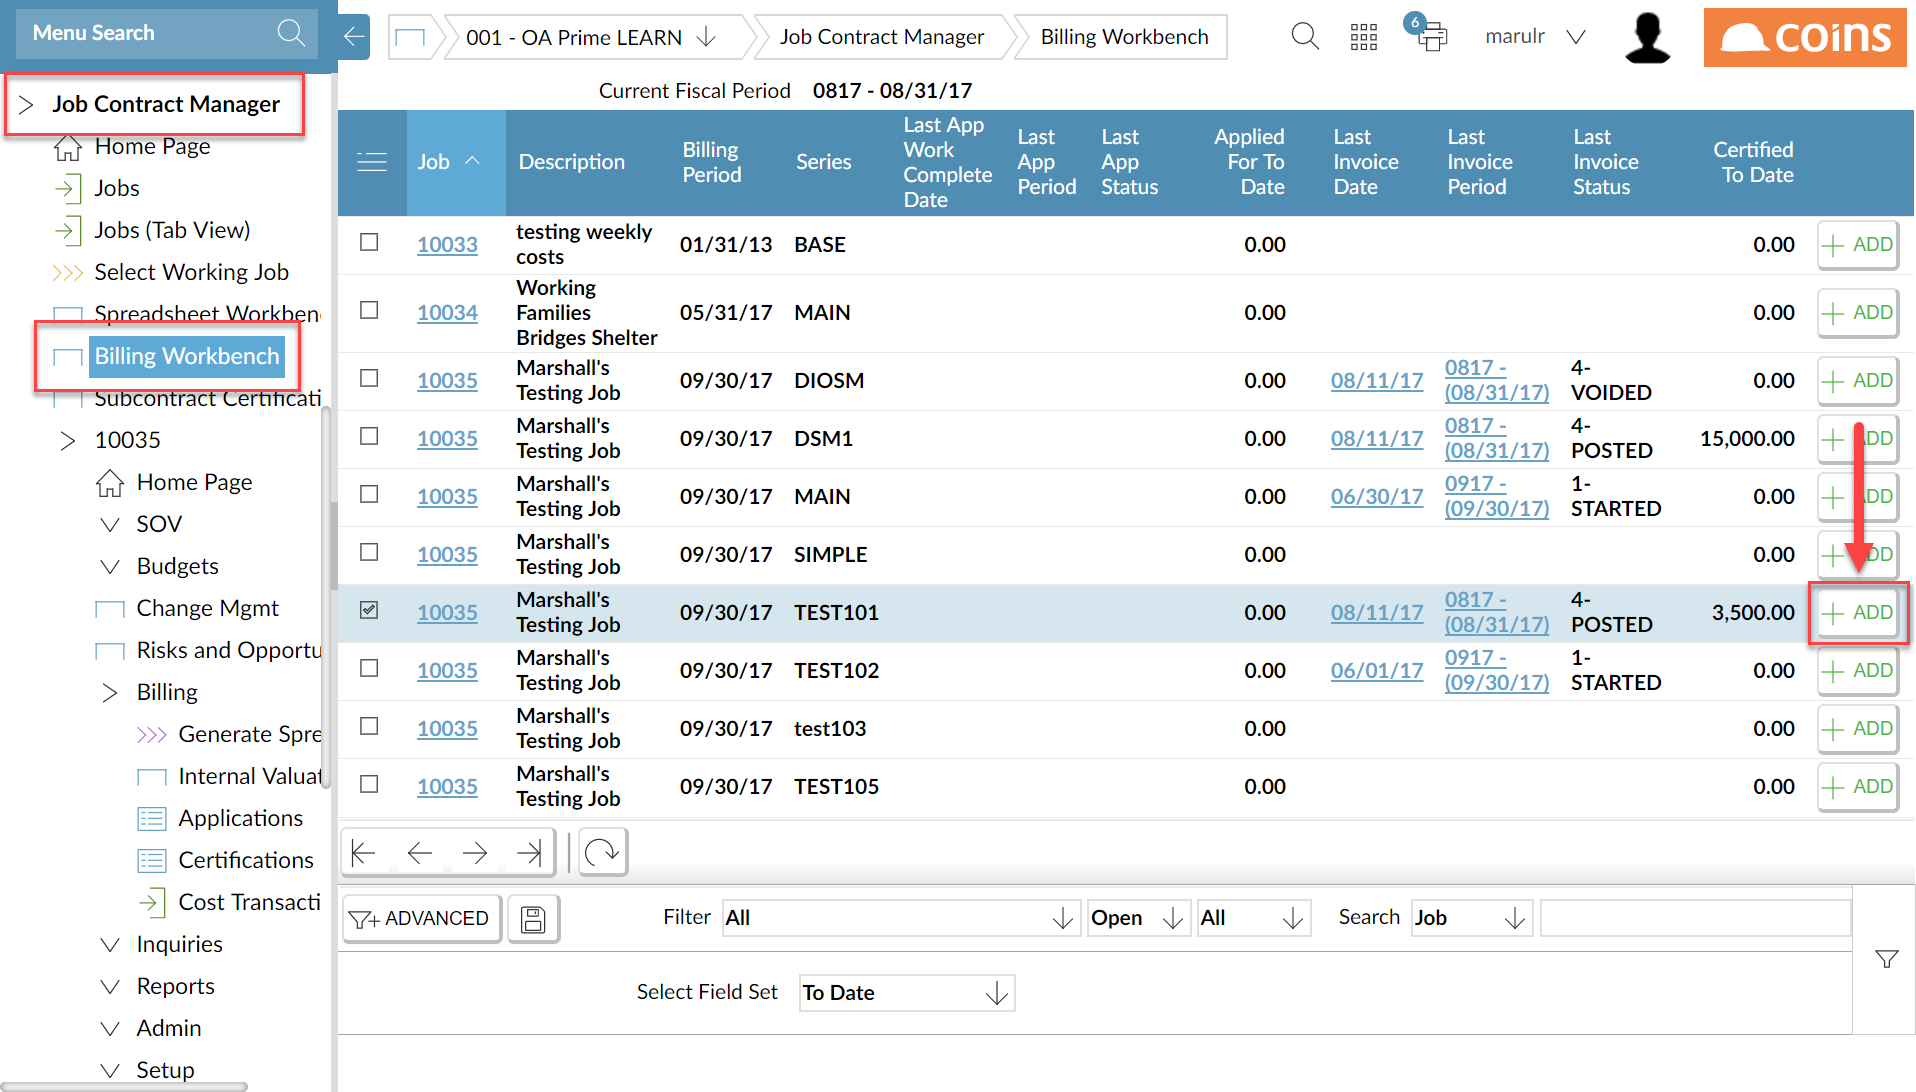 Menu Search
001 - OA Prime LEARN
Job Contract Manager
Billing Workbench
6
marulr
coins
Job Contract Manager
Home Page
Jobs
Jobs (Tab View)
Select Working Job
Spreadsheet Workben
Billing Workbench
Subcontract Certificati
10035
Home Page
SOV
Budgets
Change Mgmt
Risks and Opportu
Billing
Generate Spre
Internal Valuat
Applications
Certifications
Cost Transacti
Inquiries
Reports
Admin
Setup
Current Fiscal Period 0817 - 08/31/17
Job
Description
Billing
Period
Series
Last App
Work
Complete
Date
Last
App
Period
Last
App
Status
Applied
For To
Date
Last
Invoice
Date
Last
Invoice
Period
Last
Invoice
Status
Certified
To Date
10033 testing weekly
costs 01/31/13 BASE 0.00 0.00 ADD
10034 Working
Families
Bridges Shelter 05/31/17 MAIN 0.00 0.00 ADD
10035 Marshall's
Testing Job 09/30/17 DIOSM 0.00 08/11/17 0817 -
(08/31/17) 4-
VOIDED 0.00 ADD
10035 Marshall's
Testing Job 09/30/17 DSM1 0.00 08/11/17 0817 -
(08/31/17) 4-
POSTED 15,000.00 ADD
10035 Marshall's
Testing Job 09/30/17 MAIN 0.00 06/30/17 0917 -
(09/30/17) 1-
STARTED 0.00 ADD
10035 Marshall's
Testing Job 09/30/17 SIMPLE 0.00 0.00 ADD
10035 Marshall's
Testing Job 09/30/17 TEST101 0.00 08/11/17 0817 -
(08/31/17) 4-
POSTED 3,500.00 ADD
10035 Marshall's
Testing Job 09/30/17 TEST102 0.00 06/01/17 0917 -
(09/30/17) 1-
STARTED 0.00 ADD
10035 Marshall's
Testing Job 09/30/17 test103 0.00 0.00 ADD
10035 Marshall's
Testing Job 09/30/17 TEST105 0.00 0.00 ADD
ADVANCED Filter All Open All Search Job
Select Field Set To Date